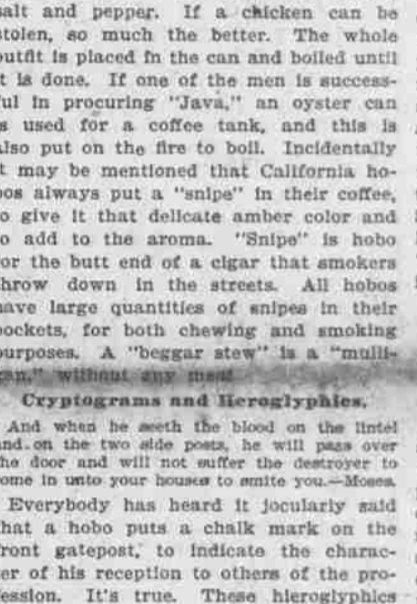 salt and pepper. If a chicken can be
stolen, so much the better. The whole
outfit is placed in the can and boiled until
t is done. If one of the men is success-
ful in procuring "Java," an oyster can
s used for a coffee tank, and this is
also put on the fire to boil. Incidentally
t may be mentioned that California ho-
bos always put a "snipe" in their coffee,
o give it that delicate amber color and
o add to the aroma. "Snipe" is hobo
or the butt end of a cigar that smokers
throw down in the streets. All hobos
have large quantities of snipes in their
pockets, for both chewing and smoking
purposes. A "beggar stew" is a "mulli-
gan," without any meat
Cryptograms and Heroglyphics.
And when he seeth the blood on the lintel
and on the two side posts, he will pass over
the door and will not suffer the destroyer to
come in unto your houses to smite you.—Moses.
Everybody has heard it jocularly said
that a hobo puts a chalk mark on the
front gatepost, to indicate the charac-
ter of his reception to others of the pro-
fession. It's true. These hieroglyphics